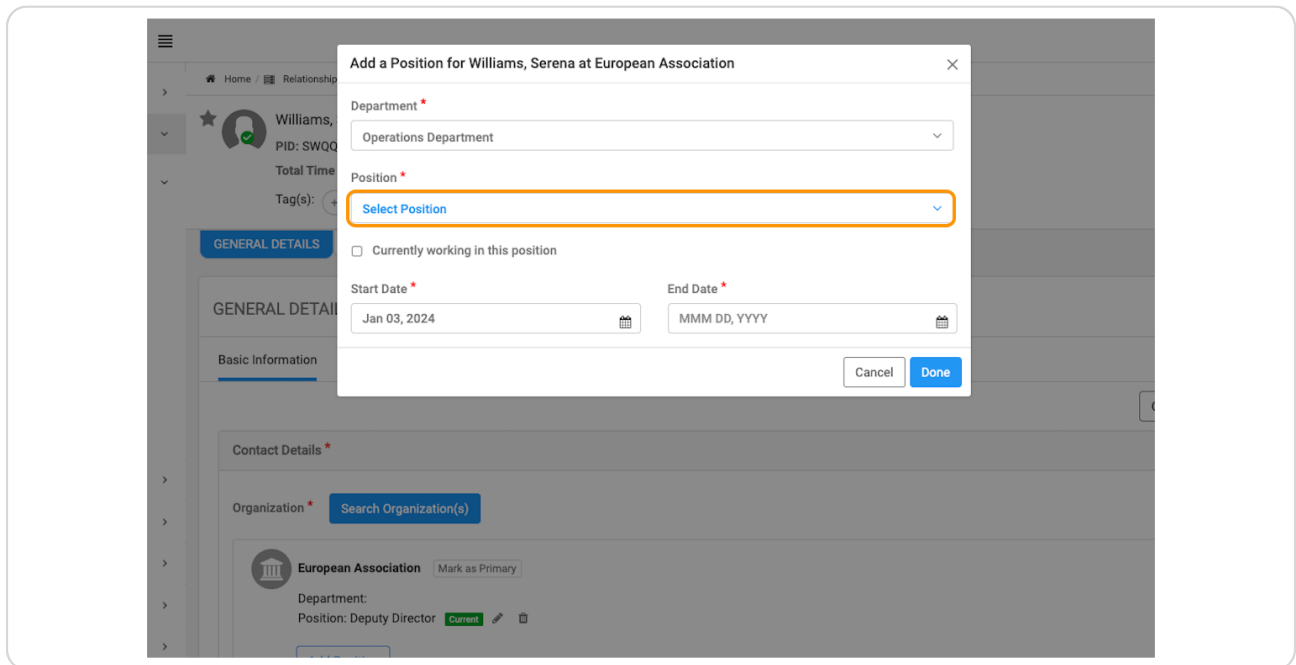 Add a Position for Williams, Serena at European Association
Home / Relationship
Department *
Operations Department
Williams,
PID: SWQQ
Total Time
Tag(s): +
Position *
Select Position
Currently working in this position
GENERAL DETAILS
Start Date * End Date *
Jan 03, 2024 MMM DD, YYYY
GENERAL DETAI
Basic Information
Cancel Done
Contact Details *
Organization * Search Organization(s)
European Association Mark as Primary
Department:
Position: Deputy Director Current